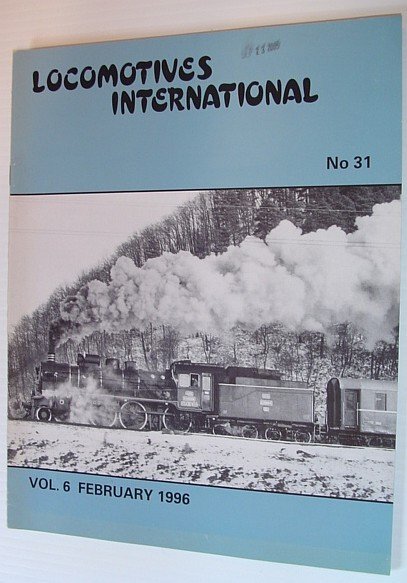 LOCOMOTIVES
INTERNATIONAL
No 31
VOL. 6 FEBRUARY 1996